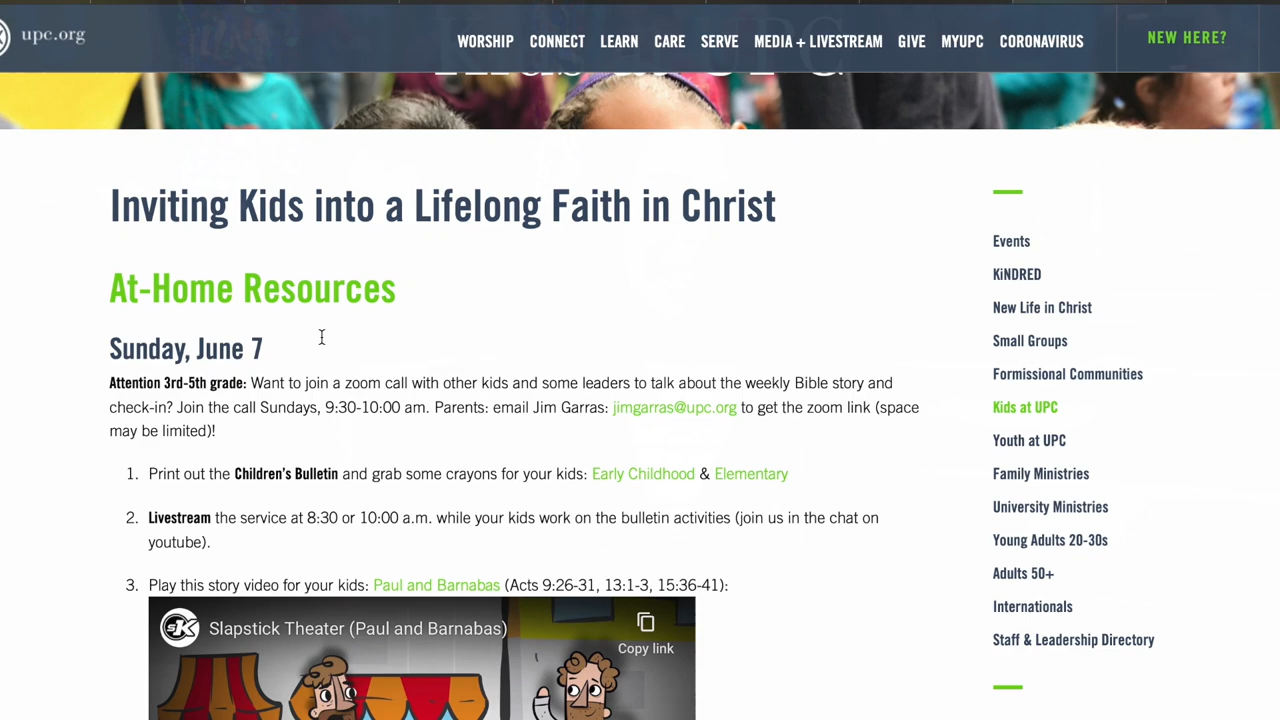 upc.org
WORSHIP CONNECT LEARN CARE SERVE MEDIA + LIVESTREAM GIVE MYUPC CORONAVIRUS
NEW HERE?
Inviting Kids into a Lifelong Faith in Christ
At-Home Resources
Sunday, June 7
Attention 3rd-5th grade: Want to join a zoom call with other kids and some leaders to talk about the weekly Bible story and
check-in? Join the call Sundays, 9:30-10:00 am. Parents: email Jim Garras: jimgarras@upc.org to get the zoom link (space
may be limited)!
1. Print out the Children's Bulletin and grab some crayons for your kids: Early Childhood & Elementary
2. Livestream the service at 8:30 or 10:00 a.m. while your kids work on the bulletin activities (join us in the chat on
youtube).
3. Play this story video for your kids: Paul and Barnabas (Acts 9:26-31, 13:1-3, 15:36-41):
Slapstick Theater (Paul and Barnabas)
Copy link
Events
KiNDRED
New Life in Christ
Small Groups
Formissional Communities
Kids at UPC
Youth at UPC
Family Ministries
University Ministries
Young Adults 20-30s
Adults 50+
Internationals
Staff & Leadership Directory